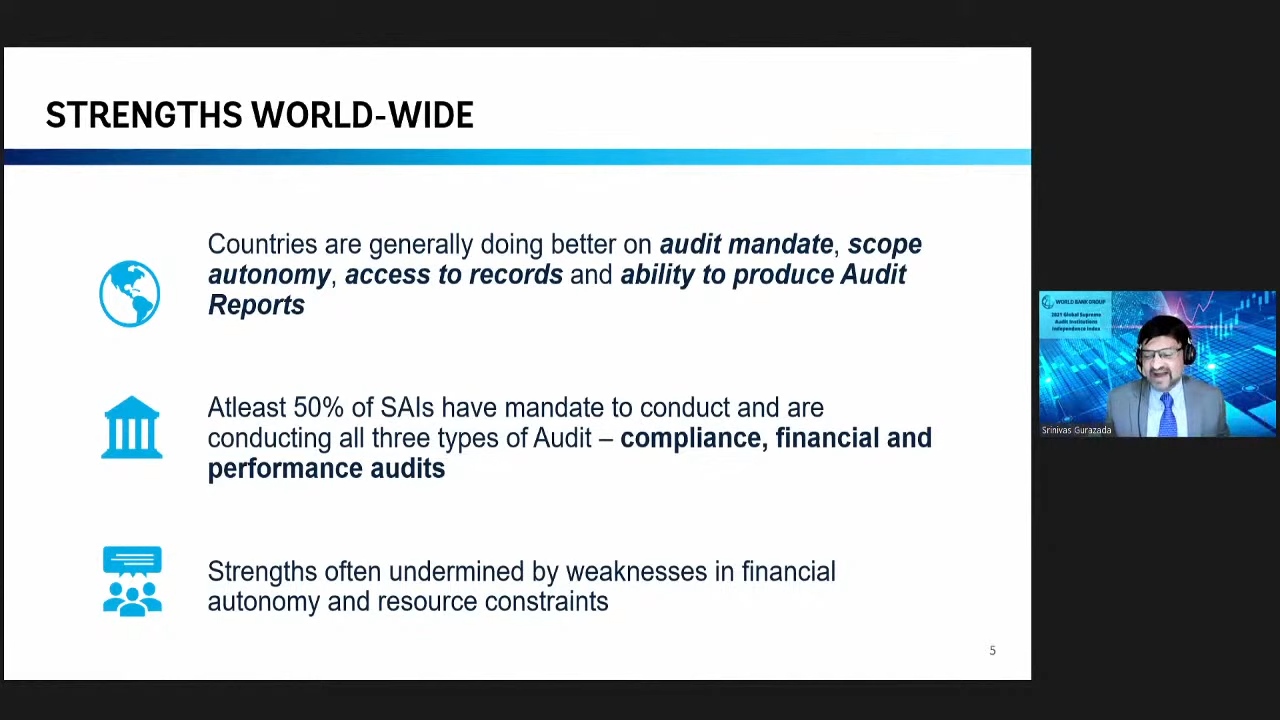 STRENGTHS WORLD-WIDE
Countries are generally doing better on audit mandate, scope
autonomy, access to records and ability to produce Audit
Reports
Atleast 50% of SAIs have mandate to conduct and are
conducting all three types of Audit – compliance, financial and
performance audits
Strengths often undermined by weaknesses in financial
autonomy and resource constraints
5
WORLD BANK GROUP
2021 Global Supreme
Audit Institutions
Independence Index
Srinivas Gurazada